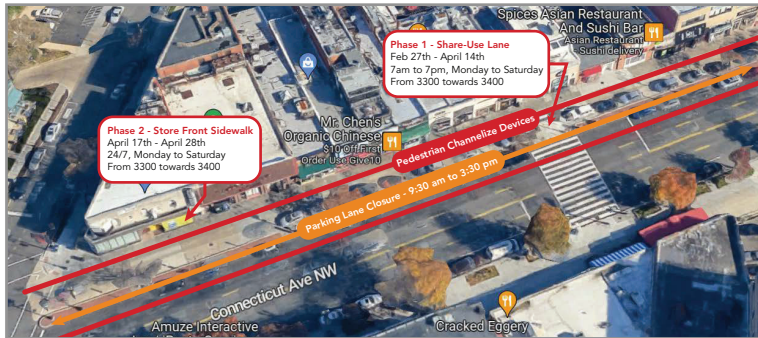 Spices Asian Restaurant
And Sushi Bar
Asian Restaurant
Sushi delivery
Phase 1 - Share-Use Lane
Feb 27th - April 14th
7am to 7pm, Monday to Saturday
From 3300 towards 3400
Mr. Chen's
Organic Chinese
$10 Off First
Order Use Give10
Phase 2 - Store Front Sidewalk
April 17th - April 28th
24/7, Monday to Saturday
From 3300 towards 3400
Pedestrian Channelize Devices
Parking Lane Closure - 9:30 am to 3:30 pm
Connecticut Ave NW
Amuze Interactive
Cracked Eggery